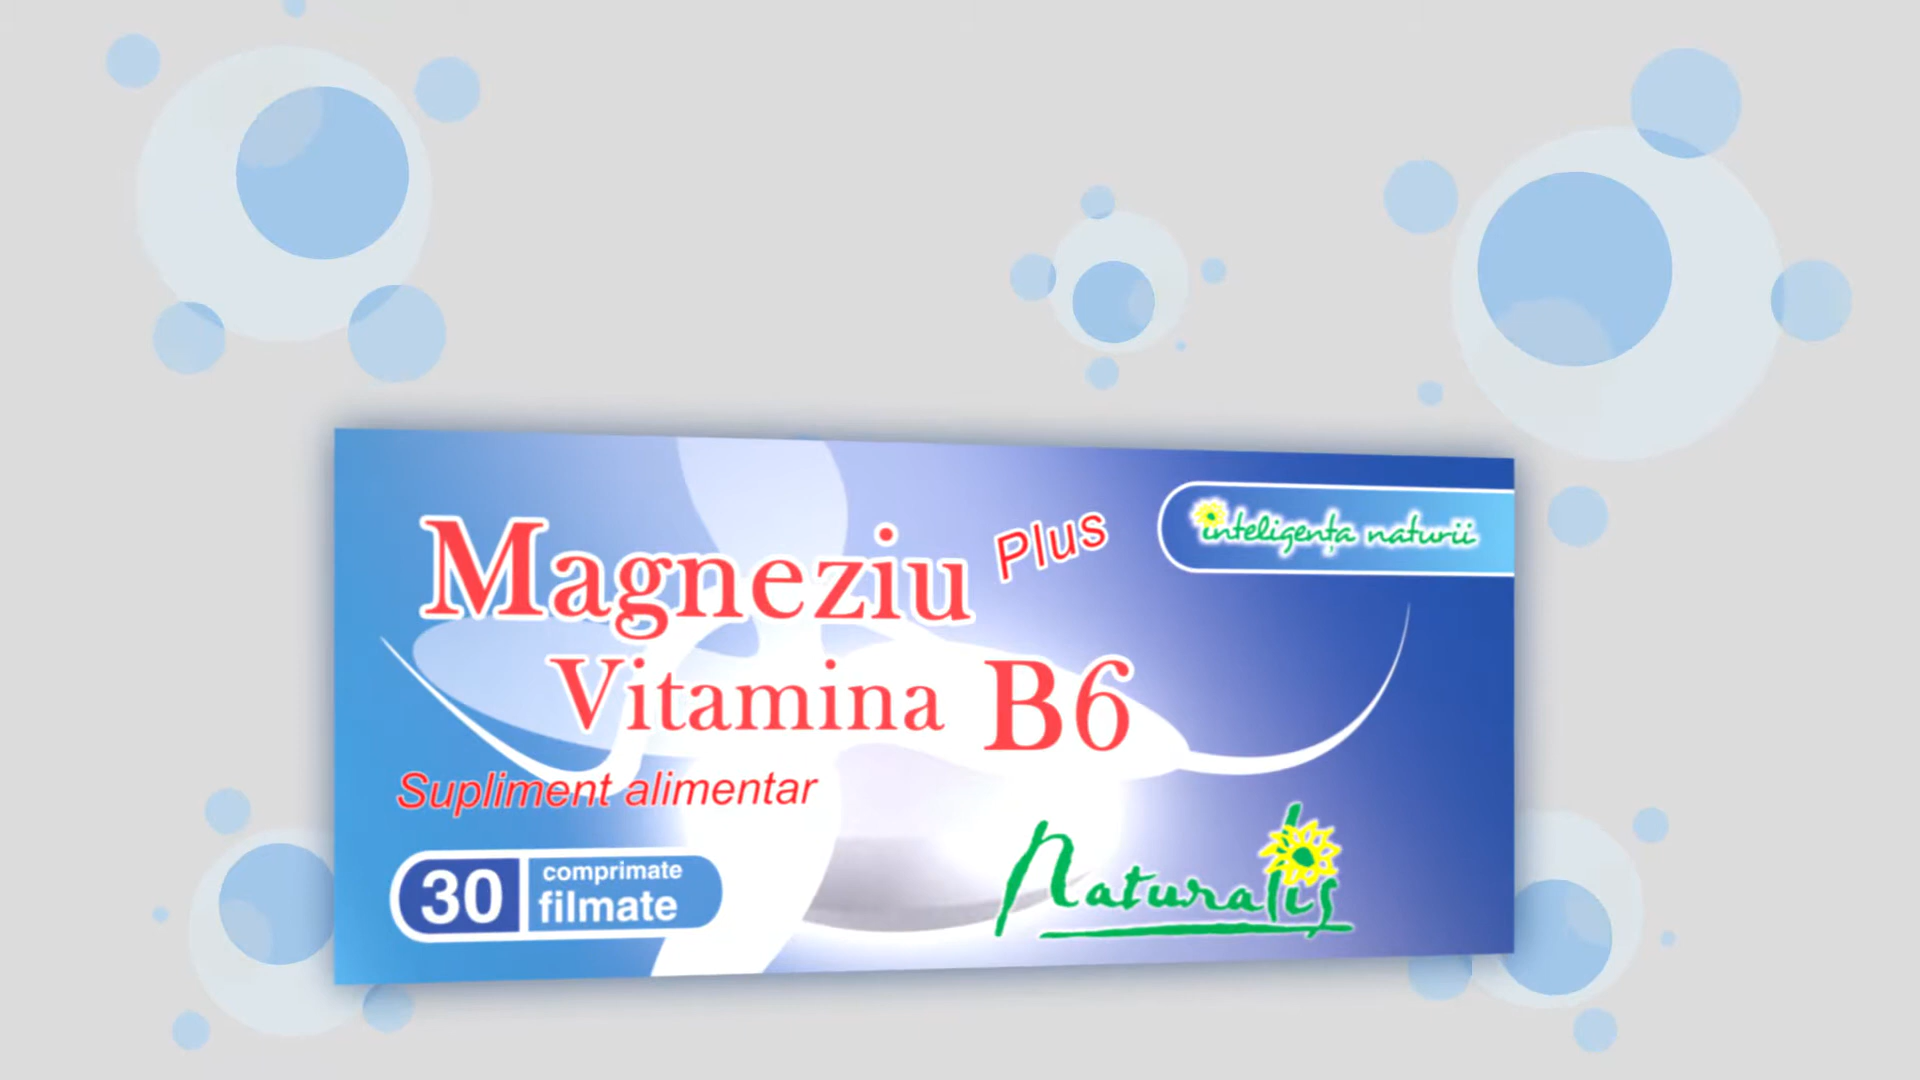 Magneziu Plus
inteligența naturii
Vitamina B6
Supliment alimentar
30 comprimate
filmate
Naturalis